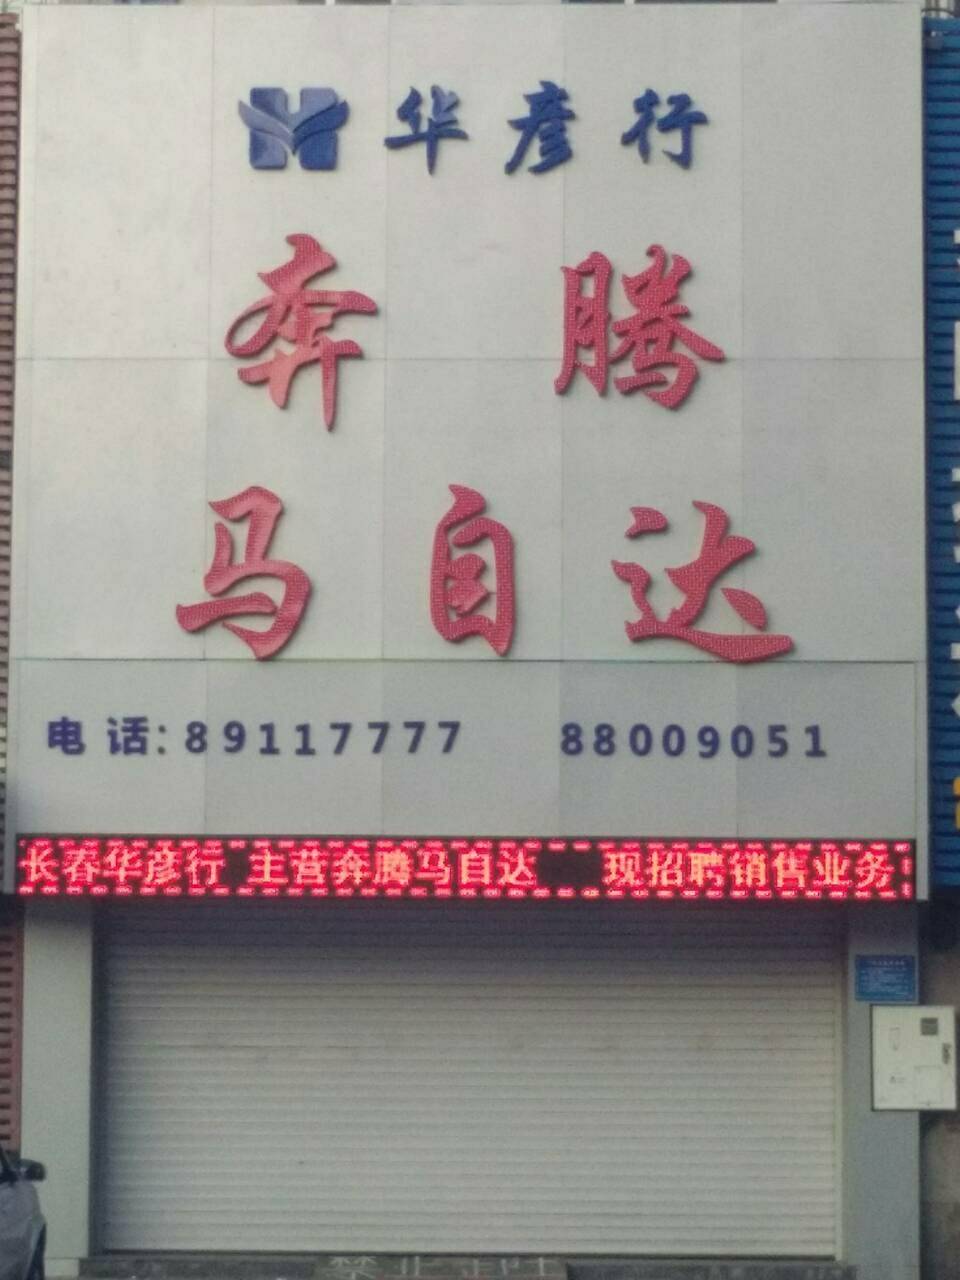 华彦行
奔腾
马自达
电话:89117777 88009051
长春华彦行 主营奔腾马自达 现招聘销售业务